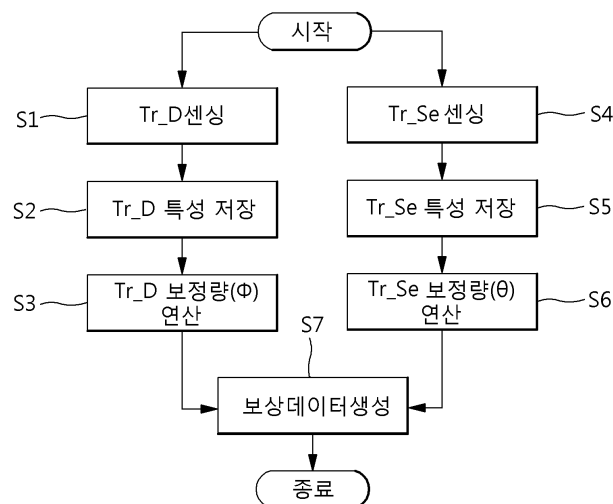 시작
S1
Tr_D센싱
Tr_Se 센싱
S4
S2
Tr_D 특성 저장
Tr_Se 특성 저장
S5
S3
Tr_D 보정량(Φ)
연산
Tr_Se 보정량(θ)
연산
S6
S7
보상데이터생성
종료